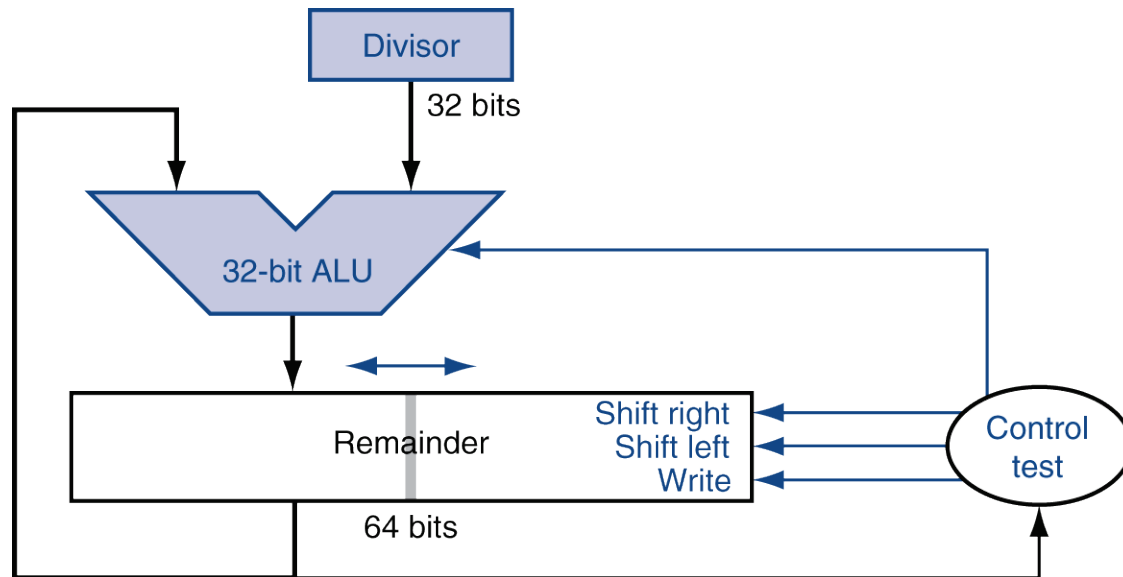 Divisor
32 bits
32-bit ALU
Remainder
Shift right
Shift left
Write
Control
test
64 bits